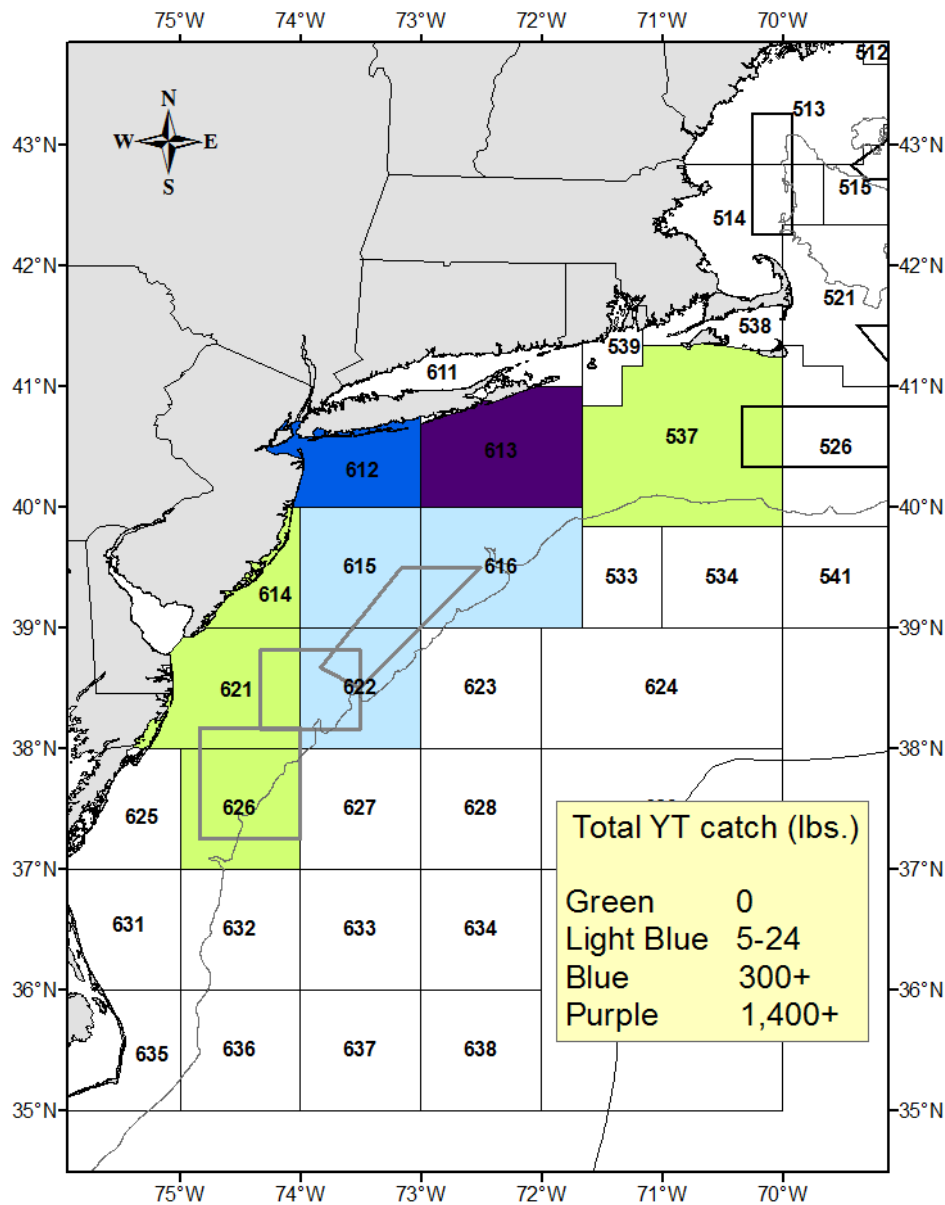 75°W 74°W 73°W 72°W 71°W 70°W
512
N
513
43°N W E 43°N
S 515
514
42°N 42°N
521
538
539
611
41°N 41°N
537
613 526
612
40°N 40°N
615 616 533 534 541
614
39°N 39°N
621 622 623 624
38°N 38°N
625 626 627 628
Total YT catch (lbs.)
37°N 37°N
Green 0
631 632 633 634
Light Blue 5-24
Blue 300+
36°N 36°N
Purple 1,400+
635 636 637 638
35°N 35°N
75°W 74°W 73°W 72°W 71°W 70°W